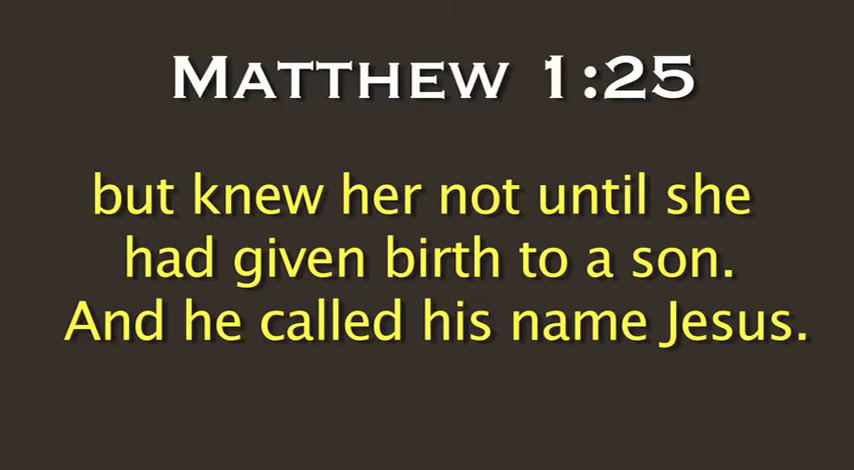 Matthew 1:25
but knew her not until she
had given birth to a son.
And he called his name Jesus.